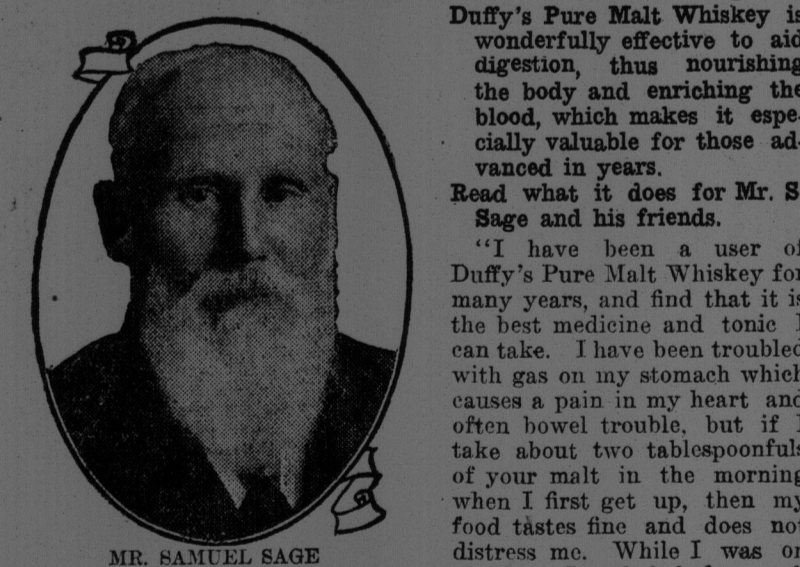 Duffy's Pure Malt Whiskey is
wonderfully effective to aid
digestion, thus nourishing
the body and enriching the
blood, which makes it espe-
cially valuable for those ad-
vanced in years.
Read what it does for Mr. S
Sage and his friends.
"I have been a user of
Duffy's Pure Malt Whiskey for
many years, and find that it is
the best medicine and tonic I
can take. I have been troubled
with gas on my stomach which
causes a pain in my heart and
often bowel trouble, but if I
take about two tablespoonfuls
of your malt in the morning
when I first get up, then my
food tastes fine and does not
distress me. While I was on
MR. SAMUEL SAGE